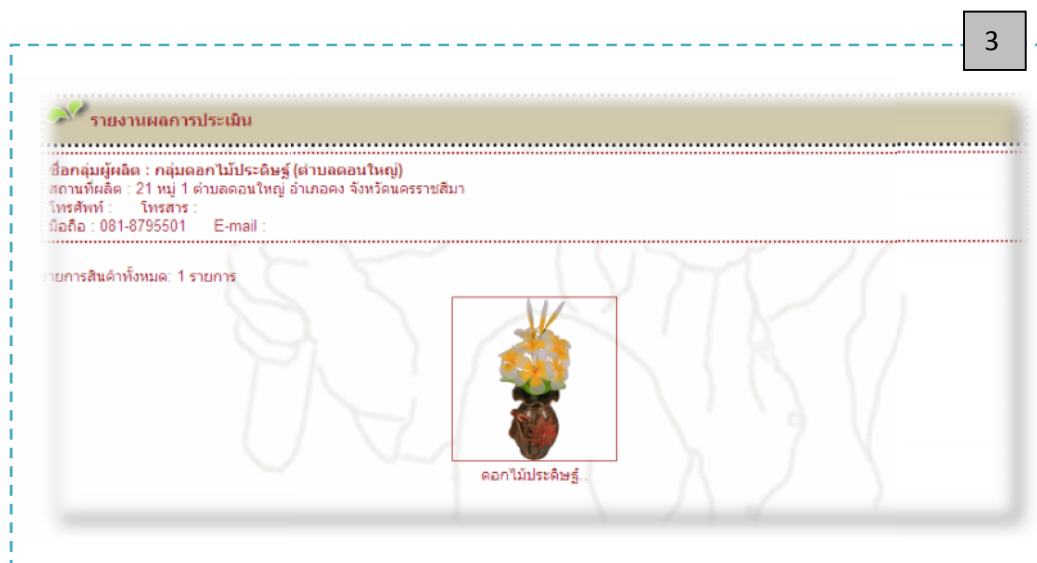 3
รายงานผลการประเมิน
ชื่อกลุ่มผู้ผลิต : กลุ่มดอกไม้ประดิษฐ์ (ตำบลดอนใหญ่)
สถานที่ผลิต : 21 หมู่ 1 ตำบลดอนใหญ่ อำเภอคง จังหวัดนครราชสีมา
โทรศัพท์ : โทรสาร :
มือถือ : 081-8795501 E-mail :
รายการสินค้าทั้งหมด: 1 รายการ
ดอกไม้ประดิษฐ์..